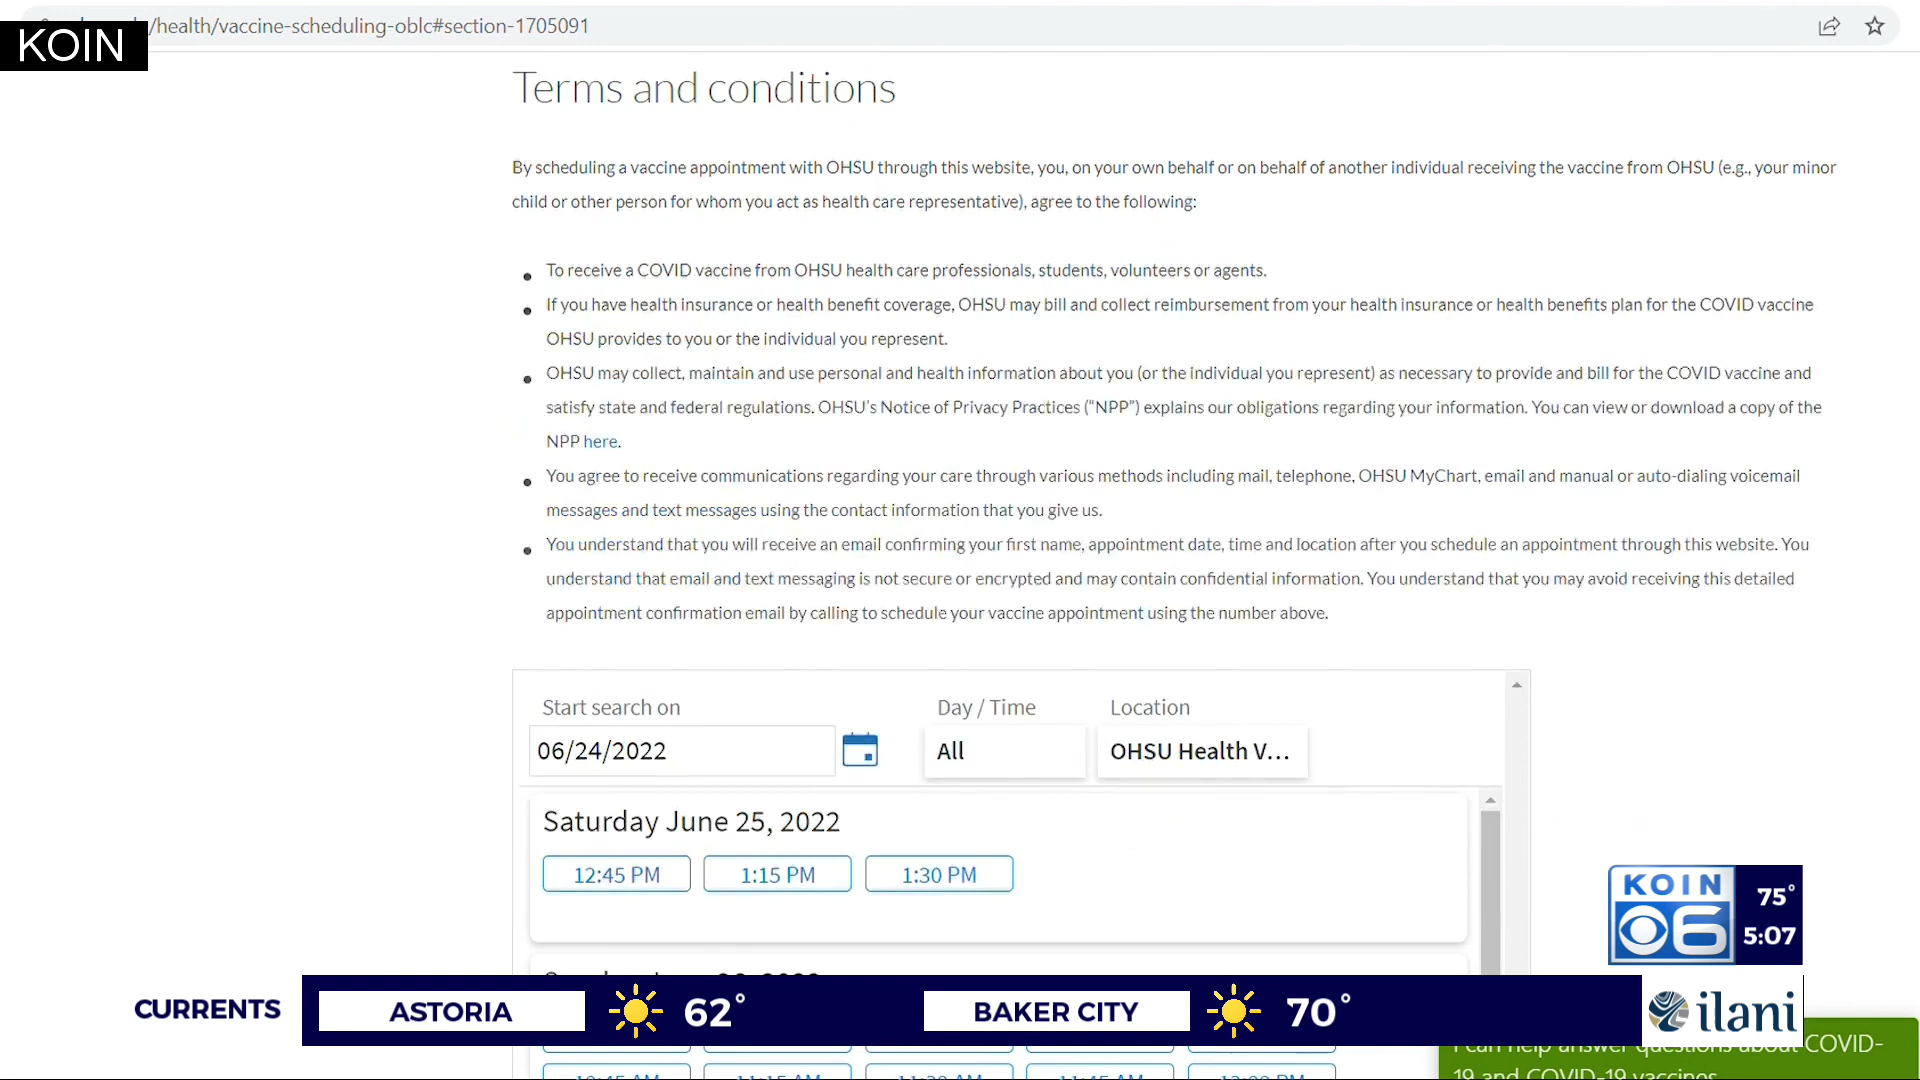 /health/vaccine-scheduling-oblc#section-1705091
KOIN
Terms and conditions
By scheduling a vaccine appointment with OHSU through this website, you, on your own behalf or on behalf of another individual receiving the vaccine from OHSU (e.g., your minor
child or other person for whom you act as health care representative), agree to the following:
To receive a COVID vaccine from OHSU health care professionals, students, volunteers or agents.
If you have health insurance or health benefit coverage, OHSU may bill and collect reimbursement from your health insurance or health benefits plan for the COVID vaccine
OHSU provides to you or the individual you represent.
OHSU may collect, maintain and use personal and health information about you (or the individual you represent) as necessary to provide and bill for the COVID vaccine and
satisfy state and federal regulations. OHSU's Notice of Privacy Practices (“NPP”) explains our obligations regarding your information. You can view or download a copy of the
NPP here.
You agree to receive communications regarding your care through various methods including mail, telephone, OHSU MyChart, email and manual or auto-dialing voicemail
messages and text messages using the contact information that you give us.
You understand that you will receive an email confirming your first name, appointment date, time and location after you schedule an appointment through this website. You
understand that email and text messaging is not secure or encrypted and may contain confidential information. You understand that you may avoid receiving this detailed
appointment confirmation email by calling to schedule your vaccine appointment using the number above.
Start search on Day / Time Location
06/24/2022 All OHSU Health V...
Saturday June 25, 2022
12:45 PM 1:15 PM 1:30 PM
KOIN 75°
6 5:07
CURRENTS ASTORIA 62° BAKER CITY 70° ilani
I can help answer questions about COVID-
19 and COVID-19 vaccines